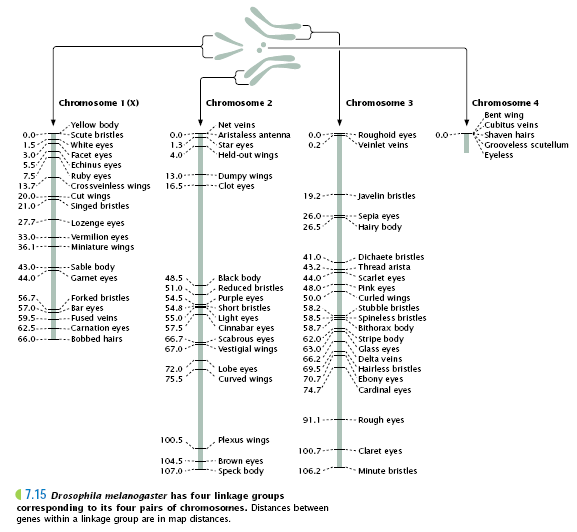 Chromosome 1 (X)
Yellow body
0.0 Scute bristles
1.5 White eyes
3.0 Facet eyes
5.5 Echinus eyes
7.5 Ruby eyes
13.7 Crossveinless wings
20.0 Cut wings
21.0 Singed bristles
27.7 Lozenge eyes
33.0 Vermilion eyes
36.1 Miniature wings
43.0 Sable body
44.0 Garnet eyes
56.7 Forked bristles
57.0 Bar eyes
59.5 Fused veins
62.5 Carnation eyes
66.0 Bobbed hairs
Chromosome 2
Net veins
0.0 Aristaless antenna
1.3 Star eyes
4.0 Held-out wings
13.0 Dumpy wings
16.5 Clot eyes
48.5 Black body
51.0 Reduced bristles
54.5 Purple eyes
54.8 Short bristles
55.0 Light eyes
57.5 Cinnabar eyes
66.7 Scabrous eyes
67.0 Vestigial wings
72.0 Lobe eyes
75.5 Curved wings
100.5 Plexus wings
104.5 Brown eyes
107.0 Speck body
Chromosome 3
0.0 Roughoid eyes
0.2 Veinlet veins
19.2 Javelin bristles
26.0 Sepia eyes
26.5 Hairy body
41.0 Dichaete bristles
43.2 Thread arista
44.0 Scarlet eyes
48.0 Pink eyes
50.0 Curled wings
58.2 Stubble bristles
58.5 Spineless bristles
58.7 Bithorax body
62.0 Stripe body
63.0 Glass eyes
66.2 Delta veins
69.5 Hairless bristles
70.7 Ebony eyes
74.7 Cardinal eyes
91.1 Rough eyes
100.7 Claret eyes
106.2 Minute bristles
Chromosome 4
Bent wing
Cubitus veins
0.0 Shaven hairs
Grooveless scutellum
Eyeless
7.15 Drosophila melanogaster has four linkage groups
corresponding to its four pairs of chromosomes. Distances between
genes within a linkage group are in map distances.